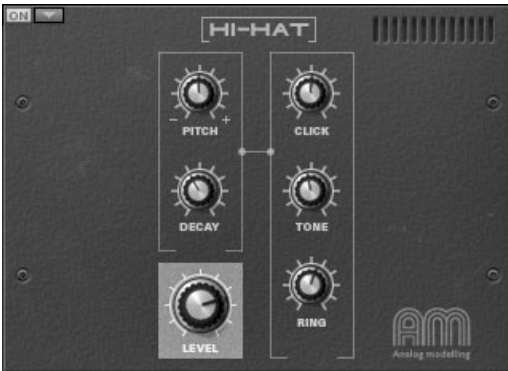 ON
HI-HAT
− +
PITCH
CLICK
DECAY
TONE
LEVEL
RING
AM
Analog modelling